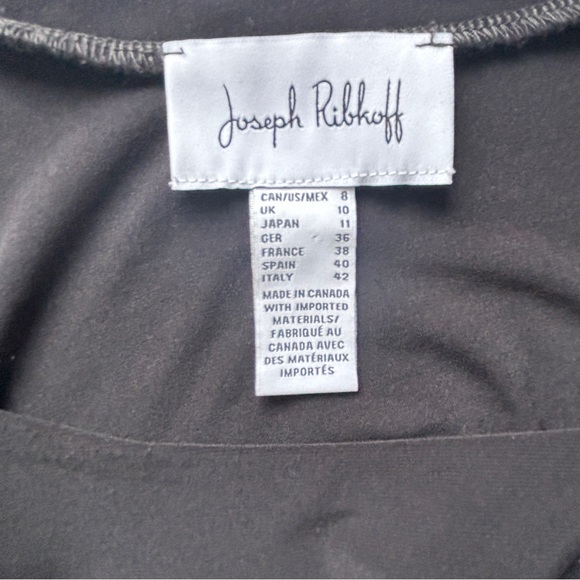 Joseph Ribkoff
CAN/US/MEX 8
UK 10
JAPAN 11
GER 36
FRANCE 38
SPAIN 40
ITALY 42
MADE IN CANADA
WITH IMPORTED
MATERIALS/
FABRIQUÉ AU
CANADA AVEC
DES MATÉRIAUX
IMPORTÉS